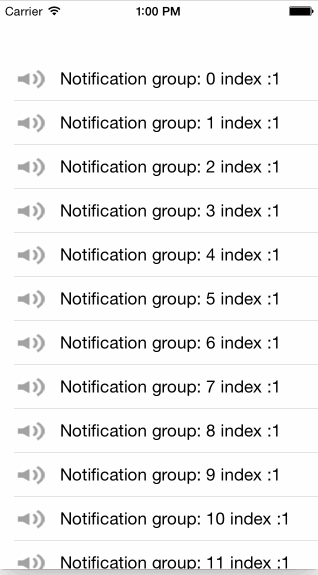 Carrier 1:00 PM
Notification group: 0 index :1
Notification group: 1 index :1
Notification group: 2 index :1
Notification group: 3 index :1
Notification group: 4 index :1
Notification group: 5 index :1
Notification group: 6 index :1
Notification group: 7 index :1
Notification group: 8 index :1
Notification group: 9 index :1
Notification group: 10 index :1
Notification group: 11 index :1